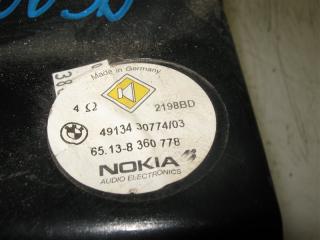 Made in Germany
4 Ω 2198BD
49134 30774/03
65.13-8 360 778
NOKIA
AUDIO ELECTRONICS